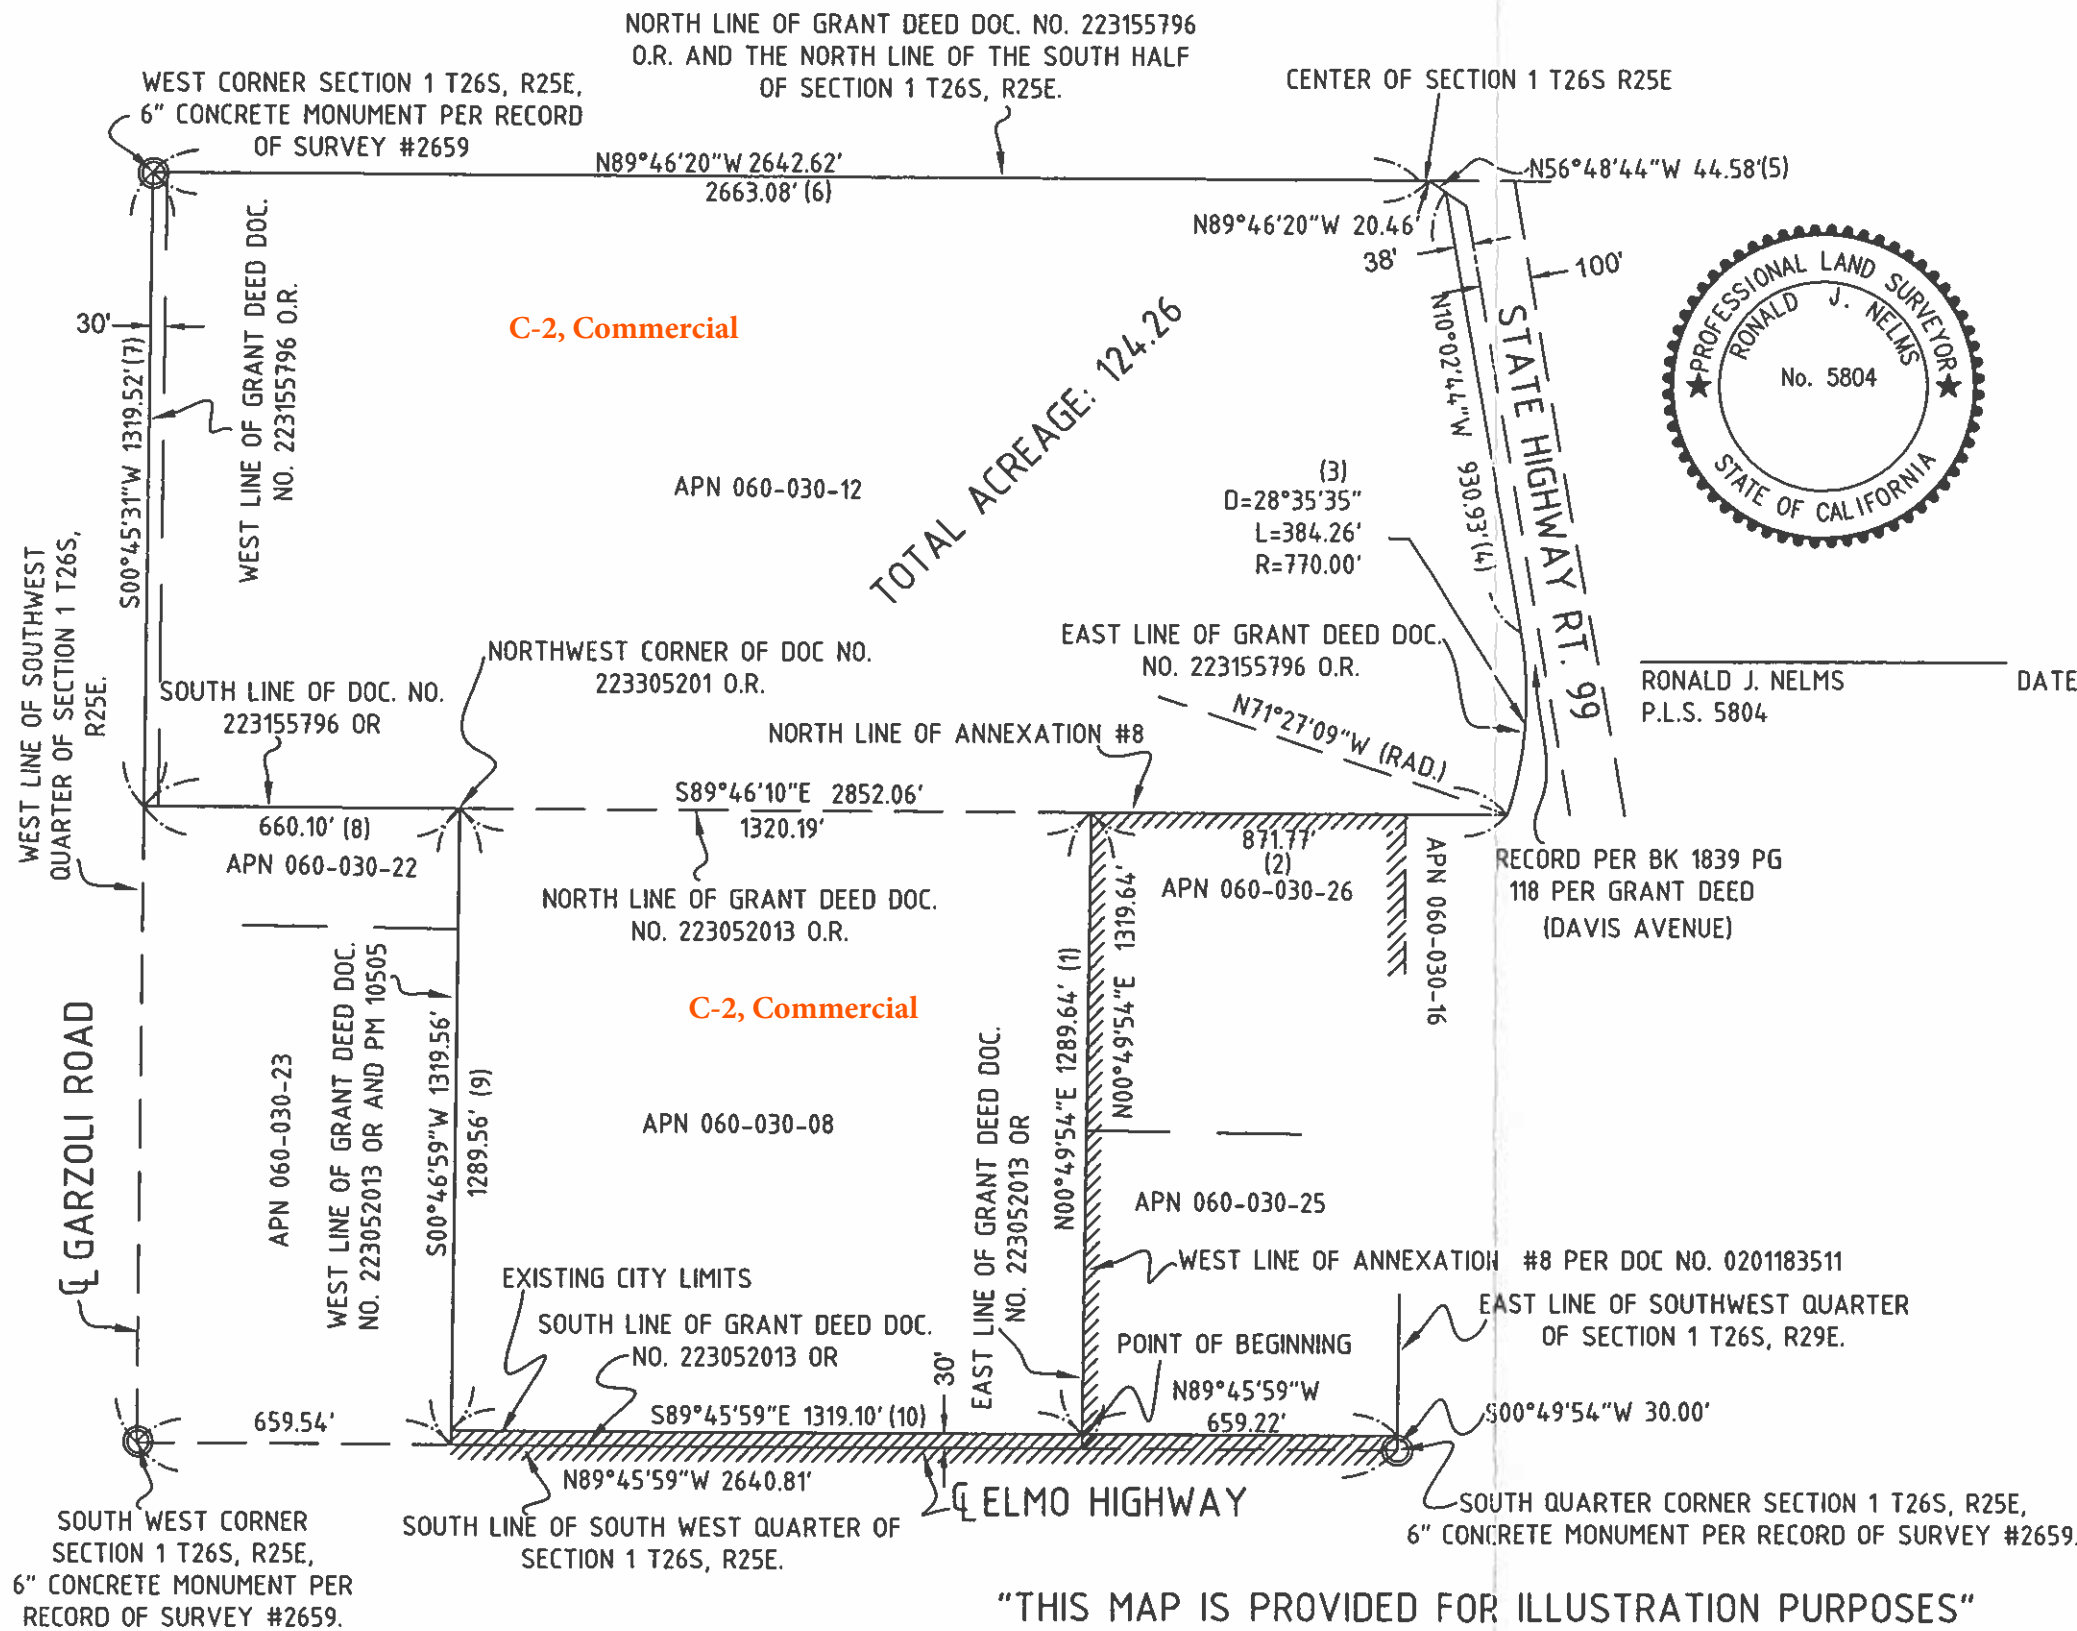 NORTH LINE OF GRANT DEED DOC. NO. 223155796
O.R. AND THE NORTH LINE OF THE SOUTH HALF
OF SECTION 1 T26S, R25E.
WEST CORNER SECTION 1 T26S, R25E,
6" CONCRETE MONUMENT PER RECORD
OF SURVEY #2659
CENTER OF SECTION 1 T26S R25E
N89°46'20"W 2642.62'
2663.08' (6)
N56°48'44"W 44.58'(5)
N89°46'20"W 20.46'
38'
100'
30'
S00°45'31"W 1319.52'(7)
WEST LINE OF GRANT DEED DOC.
NO. 223155796 O.R.
C-2, Commercial
APN 060-030-12
TOTAL ACREAGE: 124.26
N10°02'44"W 930.93'(4)
STATE HIGHWAY RT. 99
PROFESSIONAL LAND SURVEYOR
RONALD J. NELMS
No. 5804
STATE OF CALIFORNIA
(3)
D=28°35'35"
L=384.26'
R=770.00'
EAST LINE OF GRANT DEED DOC.
NO. 223155796 O.R.
RONALD J. NELMS DATE
P.L.S. 5804
WEST LINE OF SOUTHWEST
QUARTER OF SECTION 1 T26S,
R25E.
SOUTH LINE OF DOC. NO.
223155796 OR
NORTHWEST CORNER OF DOC NO.
223305201 O.R.
NORTH LINE OF ANNEXATION #8
N71°27'09"W (RAD.)
S89°46'10"E 2852.06'
1320.19'
660.10' (8)
APN 060-030-22
871.77'
(2)
APN 060-030-26
APN 060-030-16
RECORD PER BK 1839 PG
118 PER GRANT DEED
(DAVIS AVENUE)
NORTH LINE OF GRANT DEED DOC.
NO. 223052013 O.R.
C-2, Commercial
APN 060-030-08
CL GARZOLI ROAD
APN 060-030-23
WEST LINE OF GRANT DEED DOC.
NO. 223052013 OR AND PM 10505
S00°46'59"W 1319.56'
1289.56' (9)
EAST LINE OF GRANT DEED DOC.
NO. 223052013 OR
N00°49'54"E 1289.64' (1)
N00°49'54"E 1319.64'
APN 060-030-25
WEST LINE OF ANNEXATION #8 PER DOC NO. 0201183511
EXISTING CITY LIMITS
SOUTH LINE OF GRANT DEED DOC.
NO. 223052013 OR
30'
POINT OF BEGINNING
EAST LINE OF SOUTHWEST QUARTER
OF SECTION 1 T26S, R29E.
N89°45'59"W
659.22'
S00°49'54"W 30.00'
659.54'
S89°45'59"E 1319.10' (10)
N89°45'59"W 2640.81'
CL ELMO HIGHWAY
SOUTH LINE OF SOUTH WEST QUARTER OF
SECTION 1 T26S, R25E.
SOUTH WEST CORNER
SECTION 1 T26S, R25E,
6" CONCRETE MONUMENT PER
RECORD OF SURVEY #2659.
SOUTH QUARTER CORNER SECTION 1 T26S, R25E,
6" CONCRETE MONUMENT PER RECORD OF SURVEY #2659.
"THIS MAP IS PROVIDED FOR ILLUSTRATION PURPOSES"